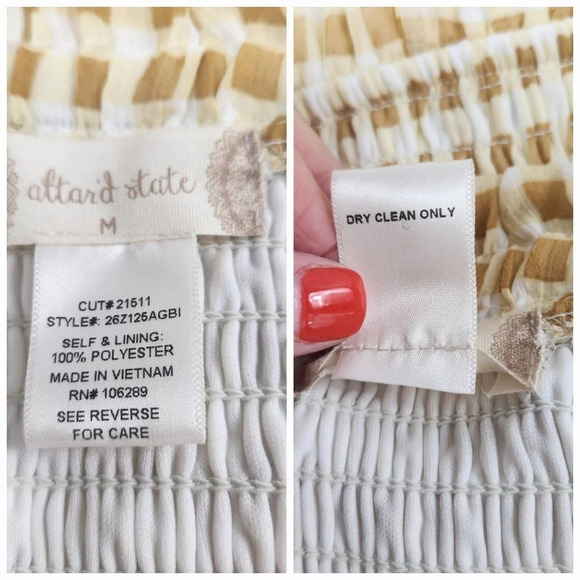 altar'd state
M
CUT# 21511
STYLE#: 26Z125AGBI
SELF & LINING:
100% POLYESTER
MADE IN VIETNAM
RN# 106289
SEE REVERSE
FOR CARE
DRY CLEAN ONLY